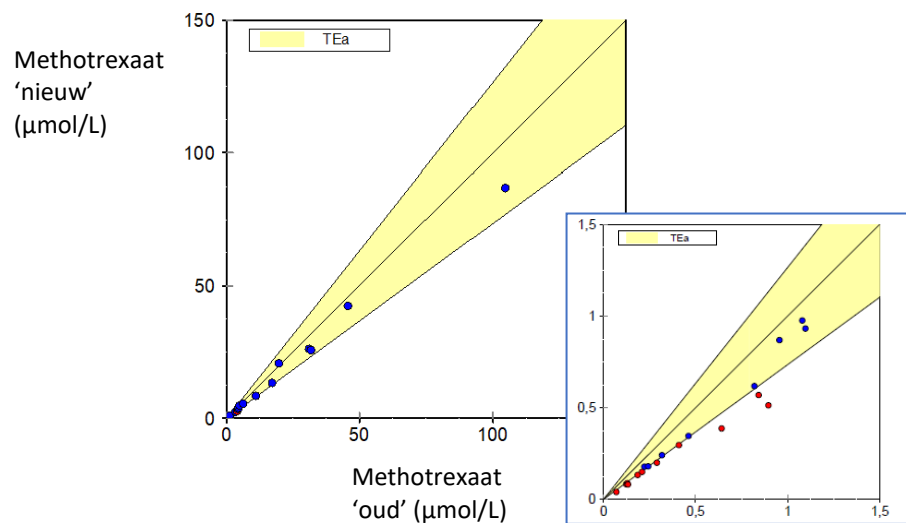 150
TEa
Methotrexaat
‘nieuw’
(µmol/L)
100
50
0
0
50
100
Methotrexaat
‘oud’ (µmol/L)
1,5
TEa
1
0,5
0
0
0,5
1
1,5